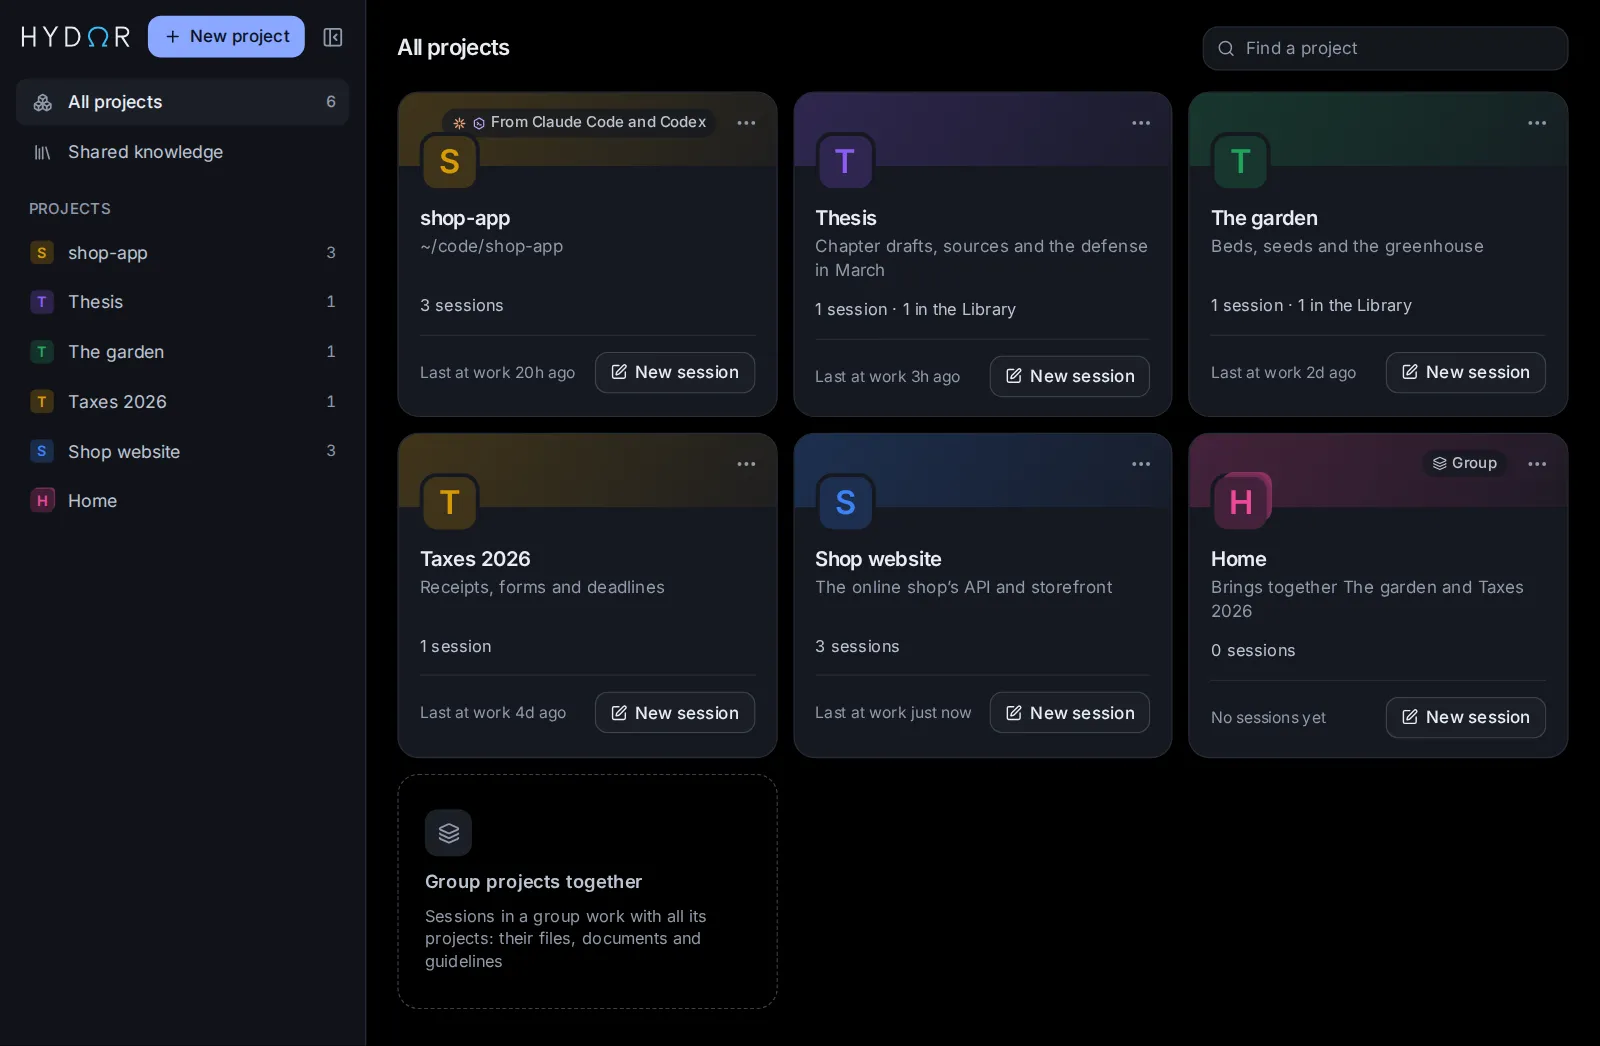 HYDΩR
New project
All projects 6
Shared knowledge
PROJECTS
S shop-app 3
T Thesis 1
T The garden 1
T Taxes 2026 1
S Shop website 3
H Home
All projects
Find a project
From Claude Code and Codex
S
shop-app
~/code/shop-app
3 sessions
Last at work 20h ago
New session
T
Thesis
Chapter drafts, sources and the defense
in March
1 session · 1 in the Library
Last at work 3h ago
New session
T
The garden
Beds, seeds and the greenhouse
1 session · 1 in the Library
Last at work 2d ago
New session
T
Taxes 2026
Receipts, forms and deadlines
1 session
Last at work 4d ago
New session
S
Shop website
The online shop’s API and storefront
3 sessions
Last at work just now
New session
Group
H
Home
Brings together The garden and Taxes
2026
0 sessions
No sessions yet
New session
Group projects together
Sessions in a group work with all its
projects: their files, documents and
guidelines